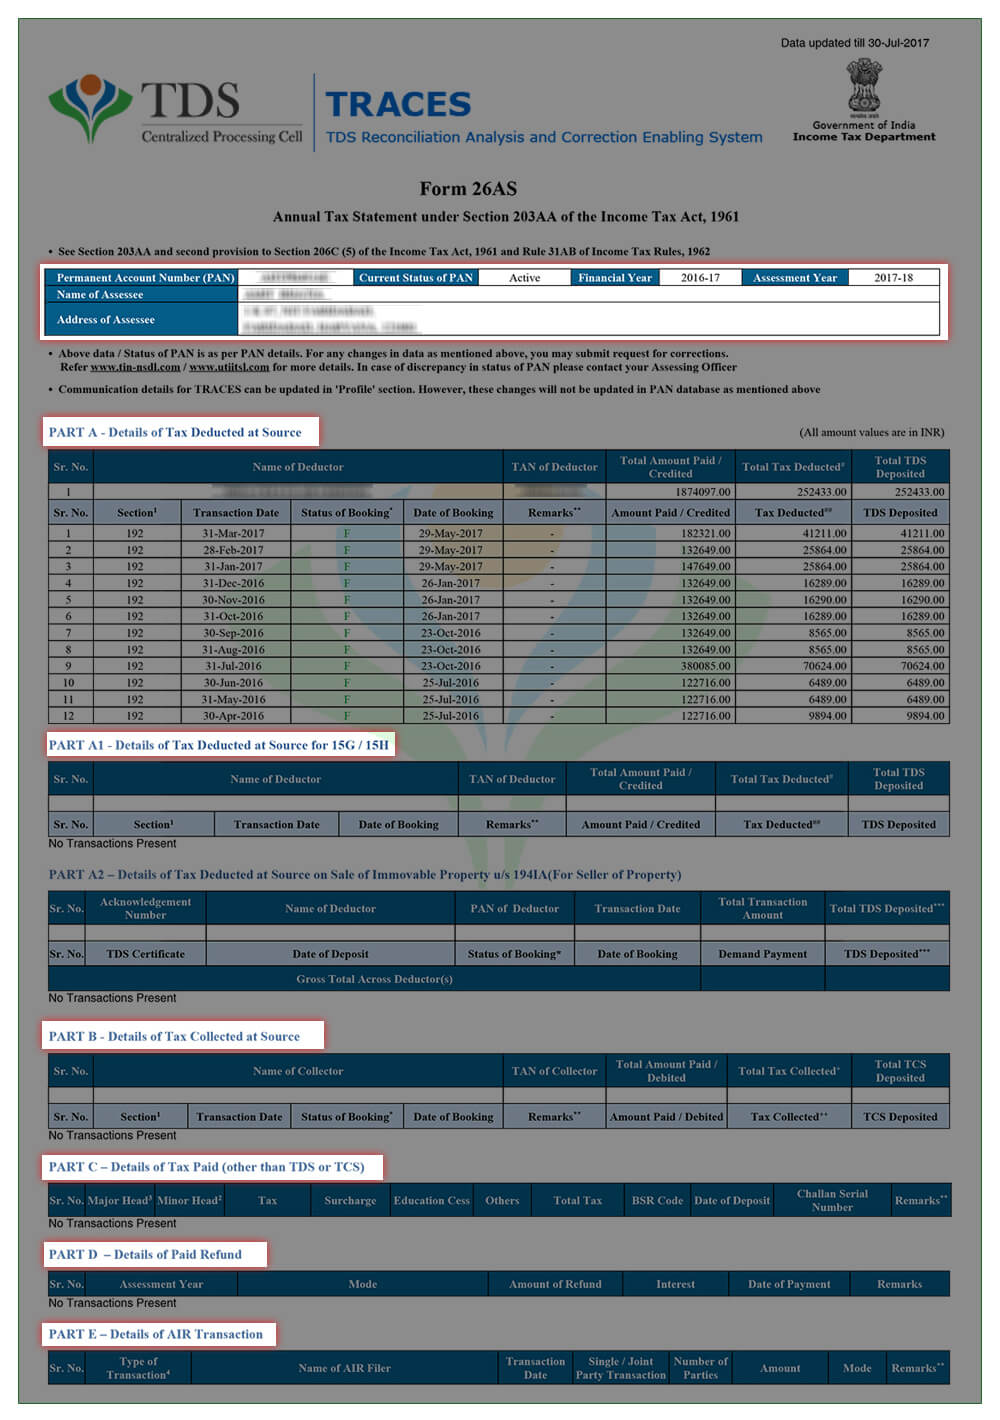 Data updated till 30-Jul-2017
TDS
Centralized Processing Cell
TRACES
TDS Reconciliation Analysis and Correction Enabling System
सत्यमेव जयते
Government of India
Income Tax Department
Form 26AS
Annual Tax Statement under Section 203AA of the Income Tax Act, 1961
• See Section 203AA and second provision to Section 206C (5) of the Income Tax Act, 1961 and Rule 31AB of Income Tax Rules, 1962
Permanent Account Number (PAN) Current Status of PAN Active Financial Year 2016-17 Assessment Year 2017-18
Name of Assessee
Address of Assessee
• Above data / Status of PAN is as per PAN details. For any changes in data as mentioned above, you may submit request for corrections.
Refer www.tin-nsdl.com / www.utiitsl.com for more details. In case of discrepancy in status of PAN please contact your Assessing Officer
• Communication details for TRACES can be updated in 'Profile' section. However, these changes will not be updated in PAN database as mentioned above
PART A - Details of Tax Deducted at Source (All amount values are in INR)
Sr. No. Name of Deductor TAN of Deductor Total Amount Paid / Credited Total Tax Deducted# Total TDS Deposited
1 1874097.00 252433.00 252433.00
Sr. No. Section1 Transaction Date Status of Booking* Date of Booking Remarks** Amount Paid / Credited Tax Deducted## TDS Deposited
1 192 31-Mar-2017 F 29-May-2017 - 182321.00 41211.00 41211.00
2 192 28-Feb-2017 F 29-May-2017 - 132649.00 25864.00 25864.00
3 192 31-Jan-2017 F 29-May-2017 - 147649.00 25864.00 25864.00
4 192 31-Dec-2016 F 26-Jan-2017 - 132649.00 16289.00 16289.00
5 192 30-Nov-2016 F 26-Jan-2017 - 132649.00 16290.00 16290.00
6 192 31-Oct-2016 F 26-Jan-2017 - 132649.00 16289.00 16289.00
7 192 30-Sep-2016 F 23-Oct-2016 - 132649.00 8565.00 8565.00
8 192 31-Aug-2016 F 23-Oct-2016 - 132649.00 8565.00 8565.00
9 192 31-Jul-2016 F 23-Oct-2016 - 380085.00 70624.00 70624.00
10 192 30-Jun-2016 F 25-Jul-2016 - 122716.00 6489.00 6489.00
11 192 31-May-2016 F 25-Jul-2016 - 122716.00 6489.00 6489.00
12 192 30-Apr-2016 F 25-Jul-2016 - 122716.00 9894.00 9894.00
PART A1 - Details of Tax Deducted at Source for 15G / 15H
Sr. No. Name of Deductor TAN of Deductor Total Amount Paid / Credited Total Tax Deducted# Total TDS Deposited
Sr. No. Section1 Transaction Date Date of Booking Remarks** Amount Paid / Credited Tax Deducted## TDS Deposited
No Transactions Present
PART A2 – Details of Tax Deducted at Source on Sale of Immovable Property u/s 194IA(For Seller of Property)
Sr. No. Acknowledgement Number Name of Deductor PAN of Deductor Transaction Date Total Transaction Amount Total TDS Deposited***
Sr. No. TDS Certificate Date of Deposit Status of Booking* Date of Booking Demand Payment TDS Deposited***
Gross Total Across Deductor(s)
No Transactions Present
PART B - Details of Tax Collected at Source
Sr. No. Name of Collector TAN of Collector Total Amount Paid / Debited Total Tax Collected+ Total TCS Deposited
Sr. No. Section1 Transaction Date Status of Booking* Date of Booking Remarks** Amount Paid / Debited Tax Collected++ TCS Deposited
No Transactions Present
PART C – Details of Tax Paid (other than TDS or TCS)
Sr. No. Major Head3 Minor Head2 Tax Surcharge Education Cess Others Total Tax BSR Code Date of Deposit Challan Serial Number Remarks**
No Transactions Present
PART D – Details of Paid Refund
Sr. No. Assessment Year Mode Amount of Refund Interest Date of Payment Remarks
No Transactions Present
PART E – Details of AIR Transaction
Sr. No. Type of Transaction4 Name of AIR Filer Transaction Date Single / Joint Party Transaction Number of Parties Amount Mode Remarks**